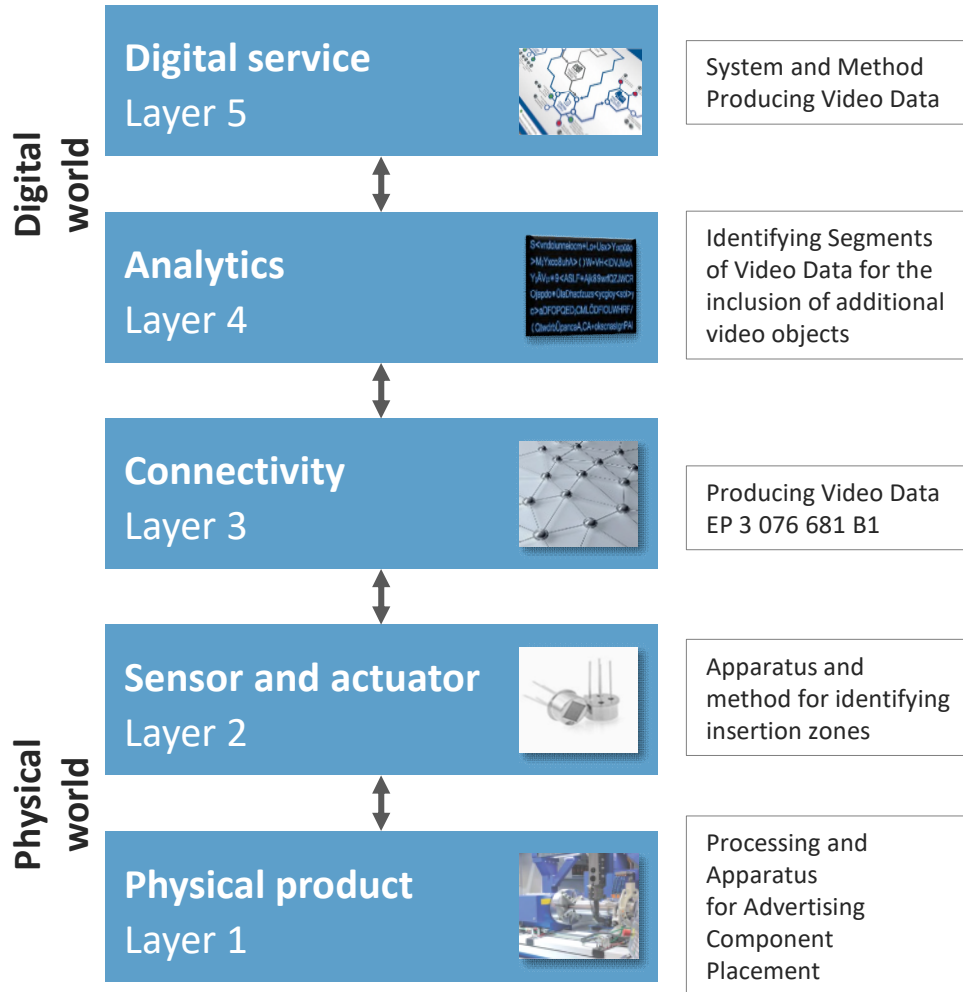 Digital world
Digital service
Layer 5
System and Method
Producing Video Data
Analytics
Layer 4
Identifying Segments
of Video Data for the
inclusion of additional
video objects
Connectivity
Layer 3
Producing Video Data
EP 3 076 681 B1
Physical world
Sensor and actuator
Layer 2
Apparatus and
method for identifying
insertion zones
Physical product
Layer 1
Processing and
Apparatus
for Advertising
Component
Placement